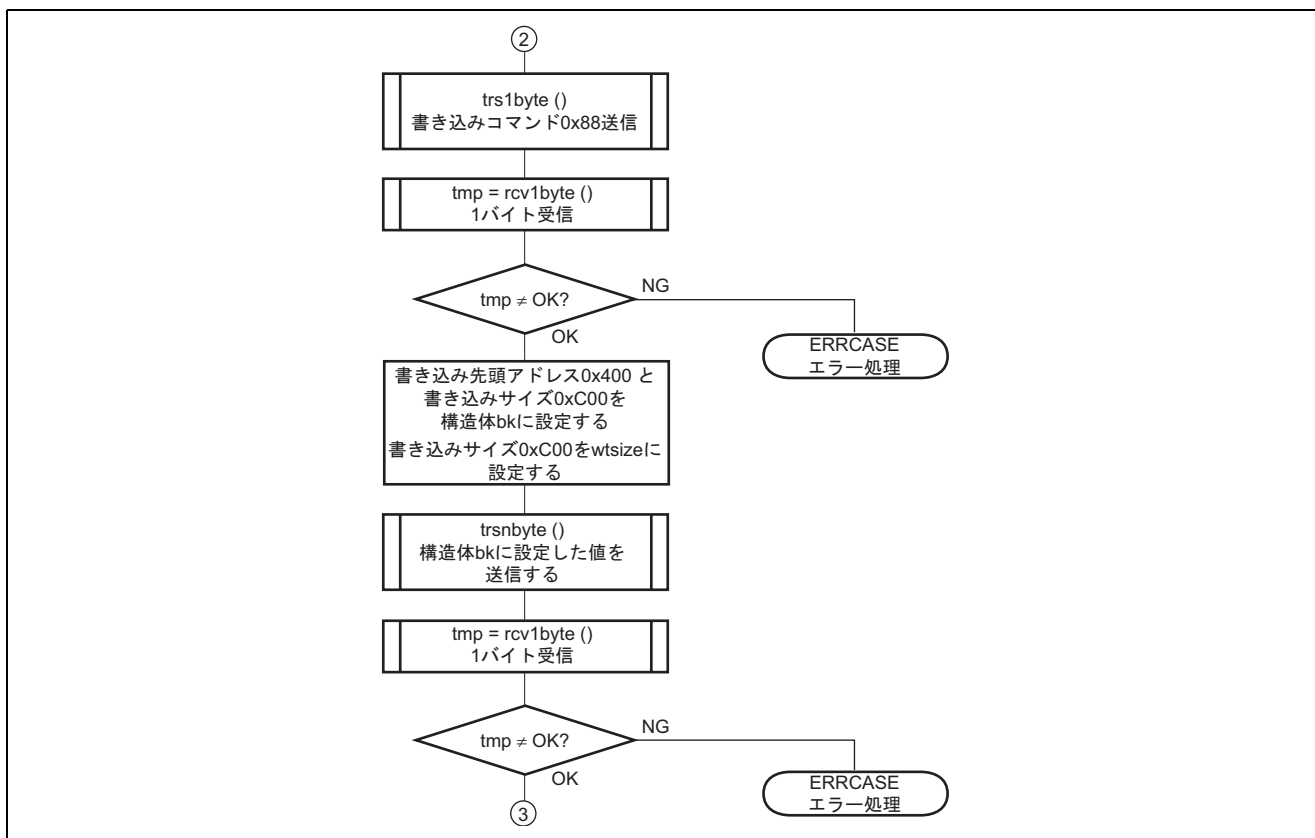 ②
trs1byte ()
書き込みコマンド0x88送信
tmp = rcv1byte ()
1バイト受信
tmp ≠ OK?
NG
OK
ERRCASE
エラー処理
書き込み先頭アドレス0x400 と
書き込みサイズ0xC00を
構造体bkに設定する
書き込みサイズ0xC00をwtsizeに
設定する
trsnbyte ()
構造体bkに設定した値を
送信する
tmp = rcv1byte ()
1バイト受信
tmp ≠ OK?
NG
OK
ERRCASE
エラー処理
③